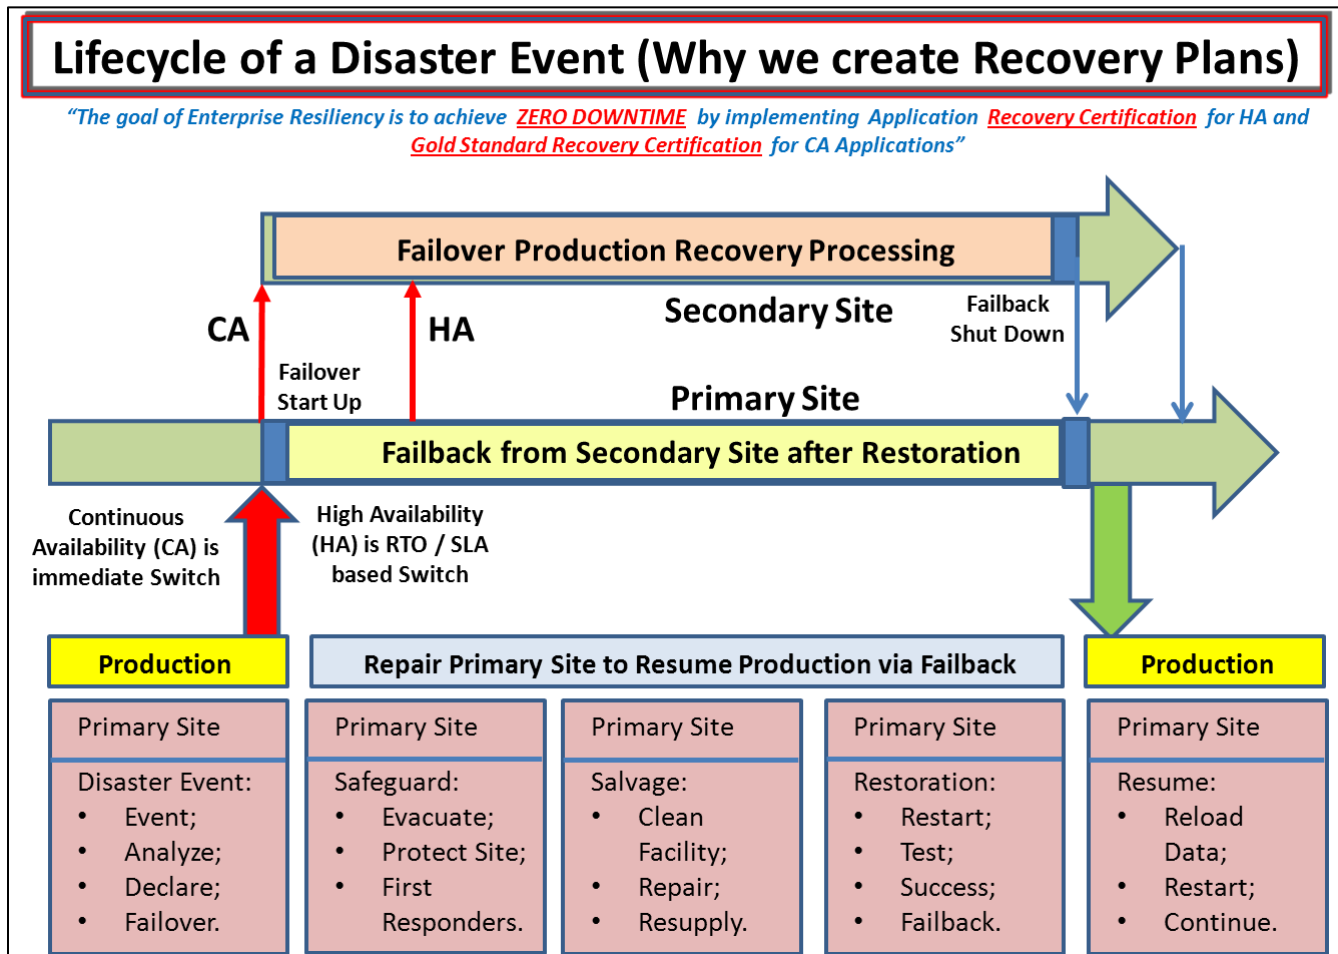 Lifecycle of a Disaster Event (Why we create Recovery Plans)
“The goal of Enterprise Resiliency is to achieve ZERO DOWNTIME by implementing Application Recovery Certification for HA and
Gold Standard Recovery Certification for CA Applications”
Failover Production Recovery Processing
Secondary Site
CA
HA
Failover
Start Up
Failback
Shut Down
Primary Site
Failback from Secondary Site after Restoration
Continuous
Availability (CA) is
immediate Switch
High Availability
(HA) is RTO / SLA
based Switch
Production
Repair Primary Site to Resume Production via Failback
Production
Primary Site
Disaster Event:
• Event;
• Analyze;
• Declare;
• Failover.
Primary Site
Safeguard:
• Evacuate;
• Protect Site;
• First
Responders.
Primary Site
Salvage:
• Clean
Facility;
• Repair;
• Resupply.
Primary Site
Restoration:
• Restart;
• Test;
• Success;
• Failback.
Primary Site
Resume:
• Reload
Data;
• Restart;
• Continue.